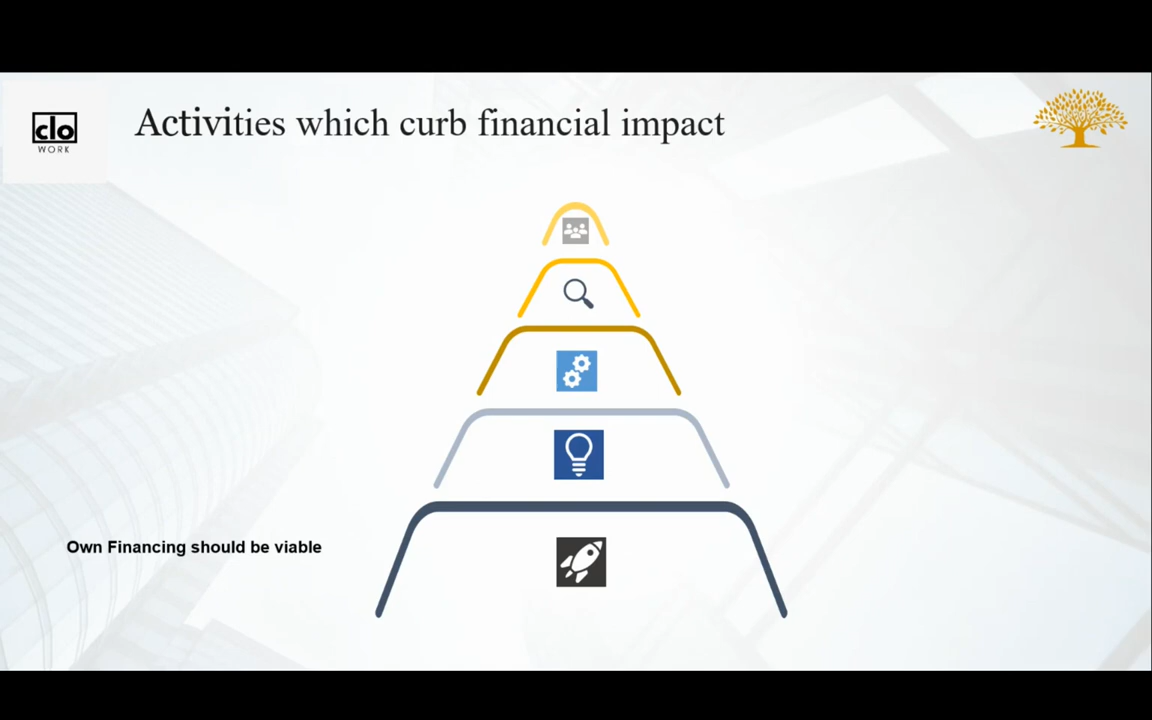 clo
WORK
Activities which curb financial impact
Own Financing should be viable